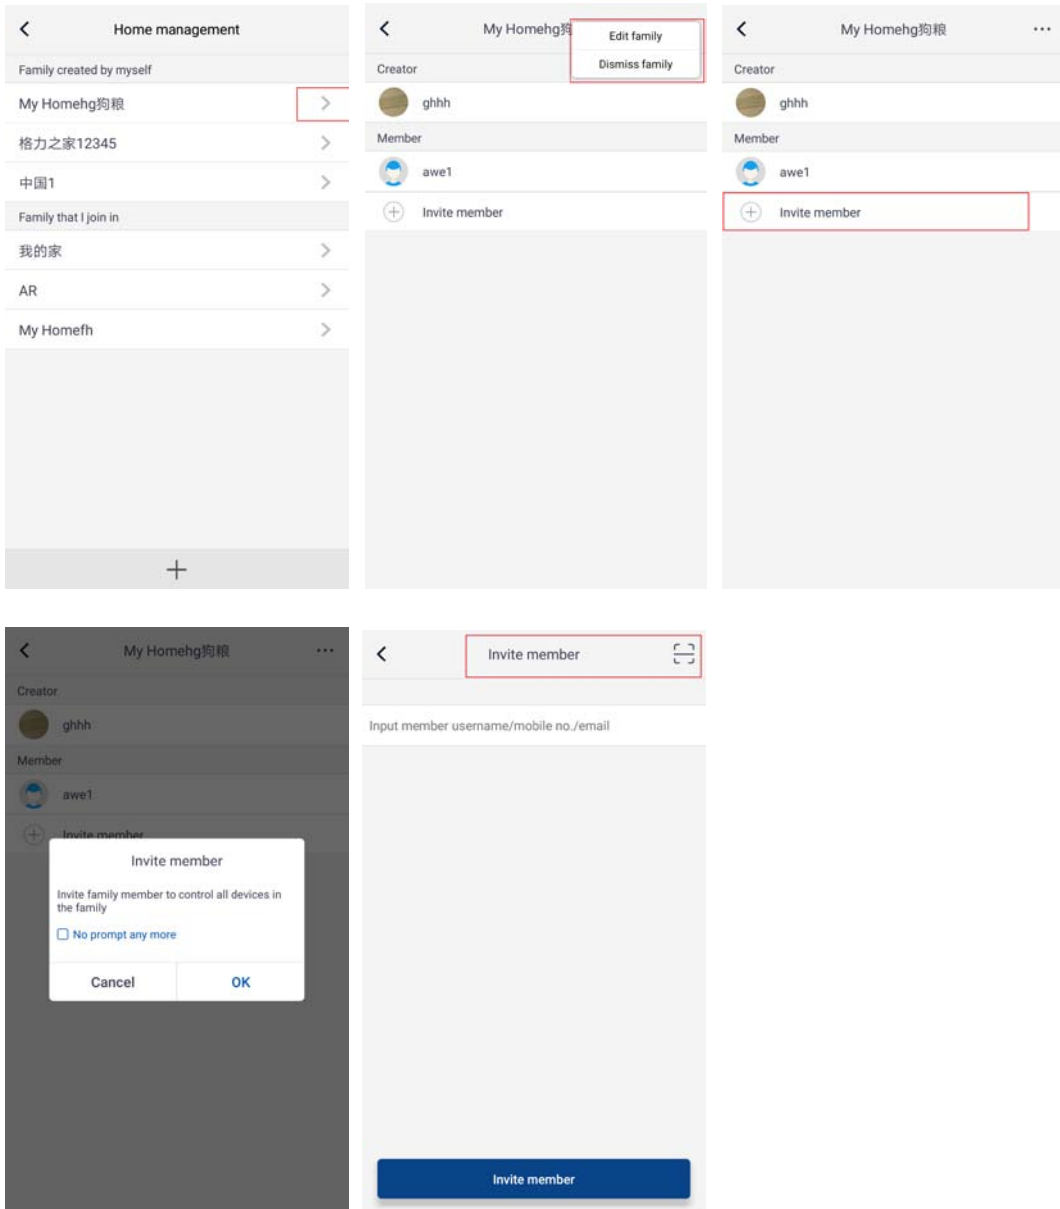 Home management
Family created by myself
My Homehg狗粮
格力之家12345
中国1
Family that I join in
我的家
AR
My Homefh
My Homehg狗
Edit family
Dismiss family
Creator
ghhh
Member
awe1
Invite member
My Homehg狗粮
Creator
ghhh
Member
awe1
Invite member
My Homehg狗粮
Creator
ghhh
Member
awe1
Invite member
Invite member
Invite family member to control all devices in
the family
No prompt any more
Cancel OK
Invite member
Input member username/mobile no./email
Invite member